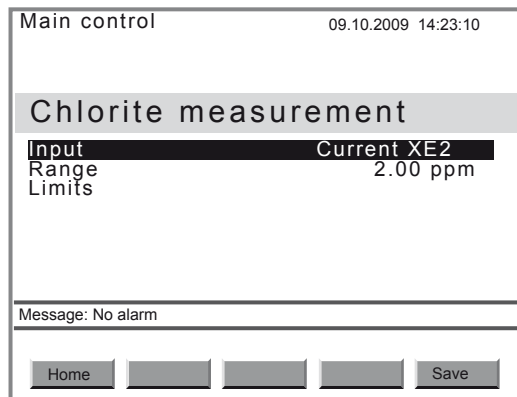 Main control 09.10.2009 14:23:10
Chlorite measurement
Input Current XE2
Range 2.00 ppm
Limits
Message: No alarm
Home Save